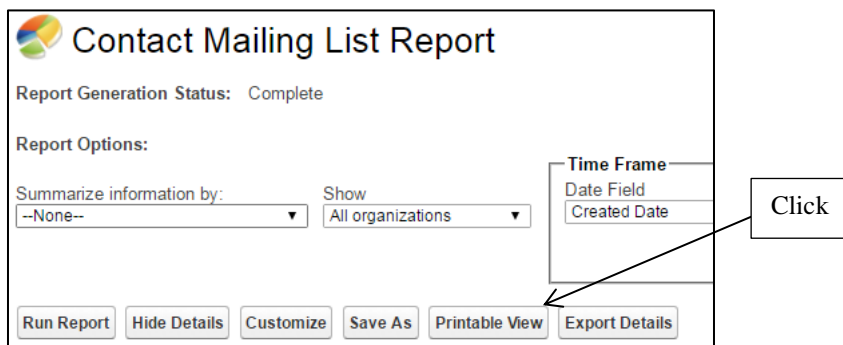 Contact Mailing List Report
Report Generation Status: Complete
Report Options:
Time Frame
Summarize information by: Show Date Field
--None-- All organizations Created Date
Click
Run Report Hide Details Customize Save As Printable View Export Details